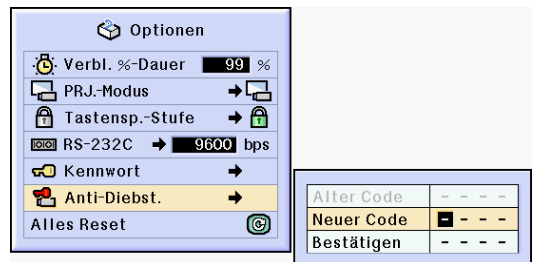 Optionen
Verbl. %-Dauer 99 %
PRJ.-Modus
Tastensp.-Stufe
RS-232C 9600 bps
Kennwort
Anti-Diebst.
Alles Reset
Alter Code - - - -
Neuer Code - - - -
Bestätigen - - - -